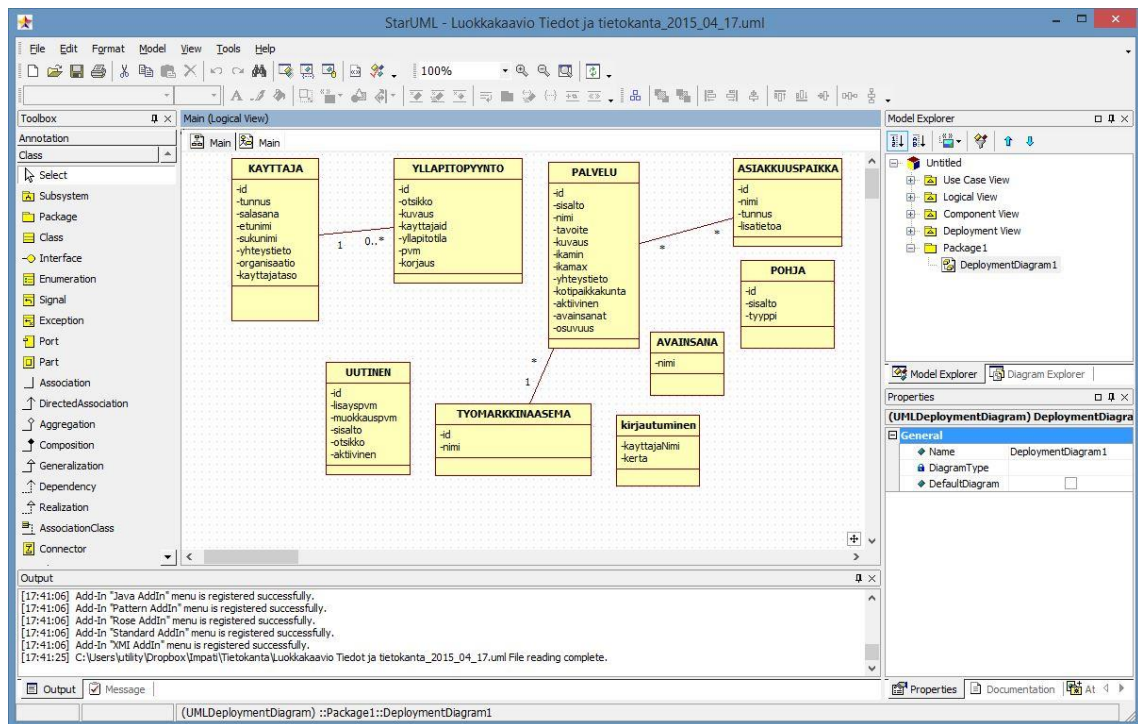 StarUML - Luokkakaavio Tiedot ja tietokanta_2015_04_17.uml
File Edit Format Model View Tools Help
100%
Toolbox
Annotation
Class
Select
Subsystem
Package
Class
Interface
Enumeration
Signal
Exception
Port
Part
Association
DirectedAssociation
Aggregation
Composition
Generalization
Dependency
Realization
AssociationClass
Connector
Main (Logical View)
Main Main
KAYTTAJA
-id
-tunnus
-salasana
-etunimi
-sukunimi
-yhteystieto
-organisaatio
-kayttajataso
1 0..*
YLLAPITOPYYNTO
-id
-otsikko
-kuvaus
-kayttajaid
-yllapitotila
-pvm
-korjaus
PALVELU
-id
-sisalto
-nimi
-tavoite
-kuvaus
-ikamin
-ikamax
-yhteystieto
-kotipaikkakunta
-aktiivinen
-avainsanat
-osuvuus
* *
ASIAKKUUSPAIKKA
-id
-nimi
-tunnus
-lisatietoa
POHJA
-id
-sisalto
-tyyppi
AVAINSANA
-nimi
*
1
UUTINEN
-id
-lisayspvm
-muokkauspvm
-sisalto
-otsikko
-aktiivinen
TYOMARKKINAASEMA
-id
-nimi
kirjautuminen
-kayttajaNimi
-kerta
Model Explorer
Untitled
Use Case View
Logical View
Component View
Deployment View
Package1
DeploymentDiagram1
Model Explorer Diagram Explorer
Properties
(UMLDeploymentDiagram) DeploymentDiagra
General
Name DeploymentDiagram1
DiagramType
DefaultDiagram
Properties Documentation At
Output
[17:41:06] Add-In "Java AddIn" menu is registered successfully.
[17:41:06] Add-In "Pattern AddIn" menu is registered successfully.
[17:41:06] Add-In "Rose AddIn" menu is registered successfully.
[17:41:06] Add-In "Standard AddIn" menu is registered successfully.
[17:41:06] Add-In "XMI AddIn" menu is registered successfully.
[17:41:25] C:\Users\utility\Dropbox\Impati\Tietokanta\Luokkakaavio Tiedot ja tietokanta_2015_04_17.uml File reading complete.
Output Message
(UMLDeploymentDiagram) ::Package1::DeploymentDiagram1